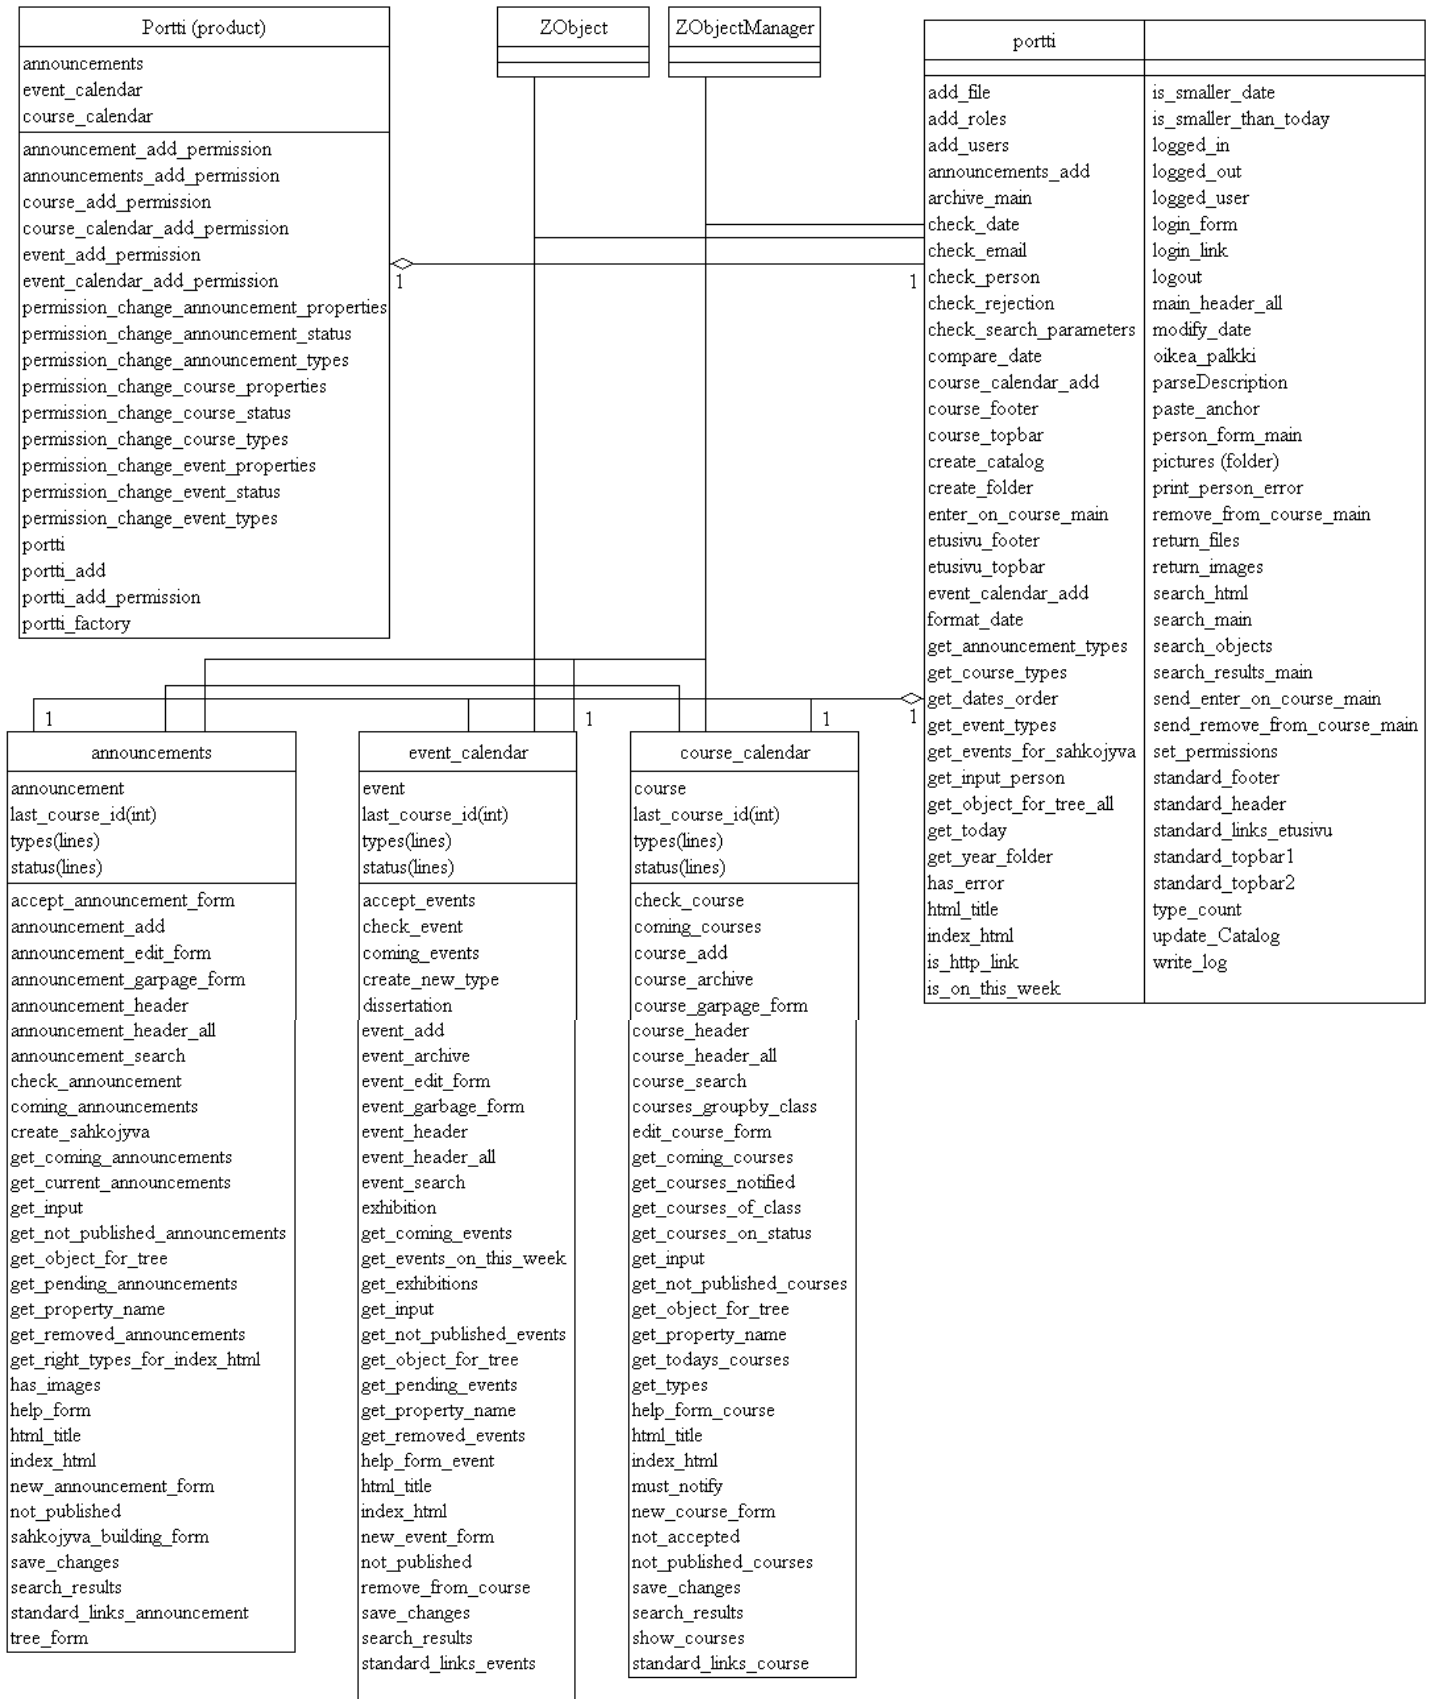 Portti (product)
announcements
event_calendar
course_calendar
announcement_add_permission
announcements_add_permission
course_add_permission
course_calendar_add_permission
event_add_permission
event_calendar_add_permission
permission_change_announcement_properties
permission_change_announcement_status
permission_change_announcement_types
permission_change_course_properties
permission_change_course_status
permission_change_course_types
permission_change_event_properties
permission_change_event_status
permission_change_event_types
portti
portti_add
portti_add_permission
portti_factory
ZObject
ZObjectManager
1
1
portti
add_file
add_roles
add_users
announcements_add
archive_main
check_date
check_email
check_person
check_rejection
check_search_parameters
compare_date
course_calendar_add
course_footer
course_topbar
create_catalog
create_folder
enter_on_course_main
etusivu_footer
etusivu_topbar
event_calendar_add
format_date
get_announcement_types
get_course_types
get_dates_order
get_event_types
get_events_for_sahkojyva
get_input_person
get_object_for_tree_all
get_today
get_year_folder
has_error
html_title
index_html
is_http_link
is_on_this_week
is_smaller_date
is_smaller_than_today
logged_in
logged_out
logged_user
login_form
login_link
logout
main_header_all
modify_date
oikea_palkki
parseDescription
paste_anchor
person_form_main
pictures (folder)
print_person_error
remove_from_course_main
return_files
return_images
search_html
search_main
search_objects
search_results_main
send_enter_on_course_main
send_remove_from_course_main
set_permissions
standard_footer
standard_header
standard_links_etusivu
standard_topbar1
standard_topbar2
type_count
update_Catalog
write_log
1
1
1
1
announcements
announcement
last_course_id(int)
types(lines)
status(lines)
accept_announcement_form
announcement_add
announcement_edit_form
announcement_garpage_form
announcement_header
announcement_header_all
announcement_search
check_announcement
coming_announcements
create_sahkojyva
get_coming_announcements
get_current_announcements
get_input
get_not_published_announcements
get_object_for_tree
get_pending_announcements
get_property_name
get_removed_announcements
get_right_types_for_index_html
has_images
help_form
html_title
index_html
new_announcement_form
not_published
sahkojyva_building_form
save_changes
search_results
standard_links_announcement
tree_form
event_calendar
event
last_course_id(int)
types(lines)
status(lines)
accept_events
check_event
coming_events
create_new_type
dissertation
event_add
event_archive
event_edit_form
event_garbage_form
event_header
event_header_all
event_search
exhibition
get_coming_events
get_events_on_this_week
get_exhibitions
get_input
get_not_published_events
get_object_for_tree
get_pending_events
get_property_name
get_removed_events
help_form_event
html_title
index_html
new_event_form
not_published
remove_from_course
save_changes
search_results
standard_links_events
course_calendar
course
last_course_id(int)
types(lines)
status(lines)
check_course
coming_courses
course_add
course_archive
course_garpage_form
course_header
course_header_all
course_search
courses_groupby_class
edit_course_form
get_coming_courses
get_courses_notified
get_courses_of_class
get_courses_on_status
get_input
get_not_published_courses
get_object_for_tree
get_property_name
get_todays_courses
get_types
help_form_course
html_title
index_html
must_notify
new_course_form
not_accepted
not_published_courses
save_changes
search_results
show_courses
standard_links_course